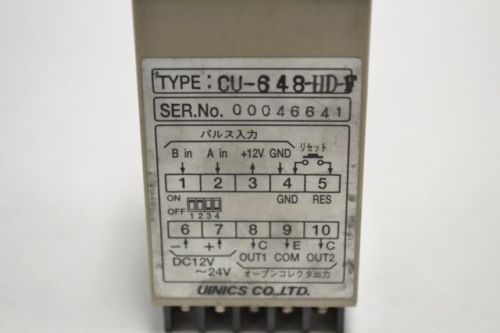 TYPE: CU-648-HD-F
SER.No. 00046641
パルス入力
B in A in +12V GND リセット
1 2 3 4 5
ON GND RES
OFF 1 2 3 4
6 7 8 9 10
- + C E C
DC12V OUT1 COM OUT2
~24V オープンコレクタ出力
UINICS CO.,LTD.